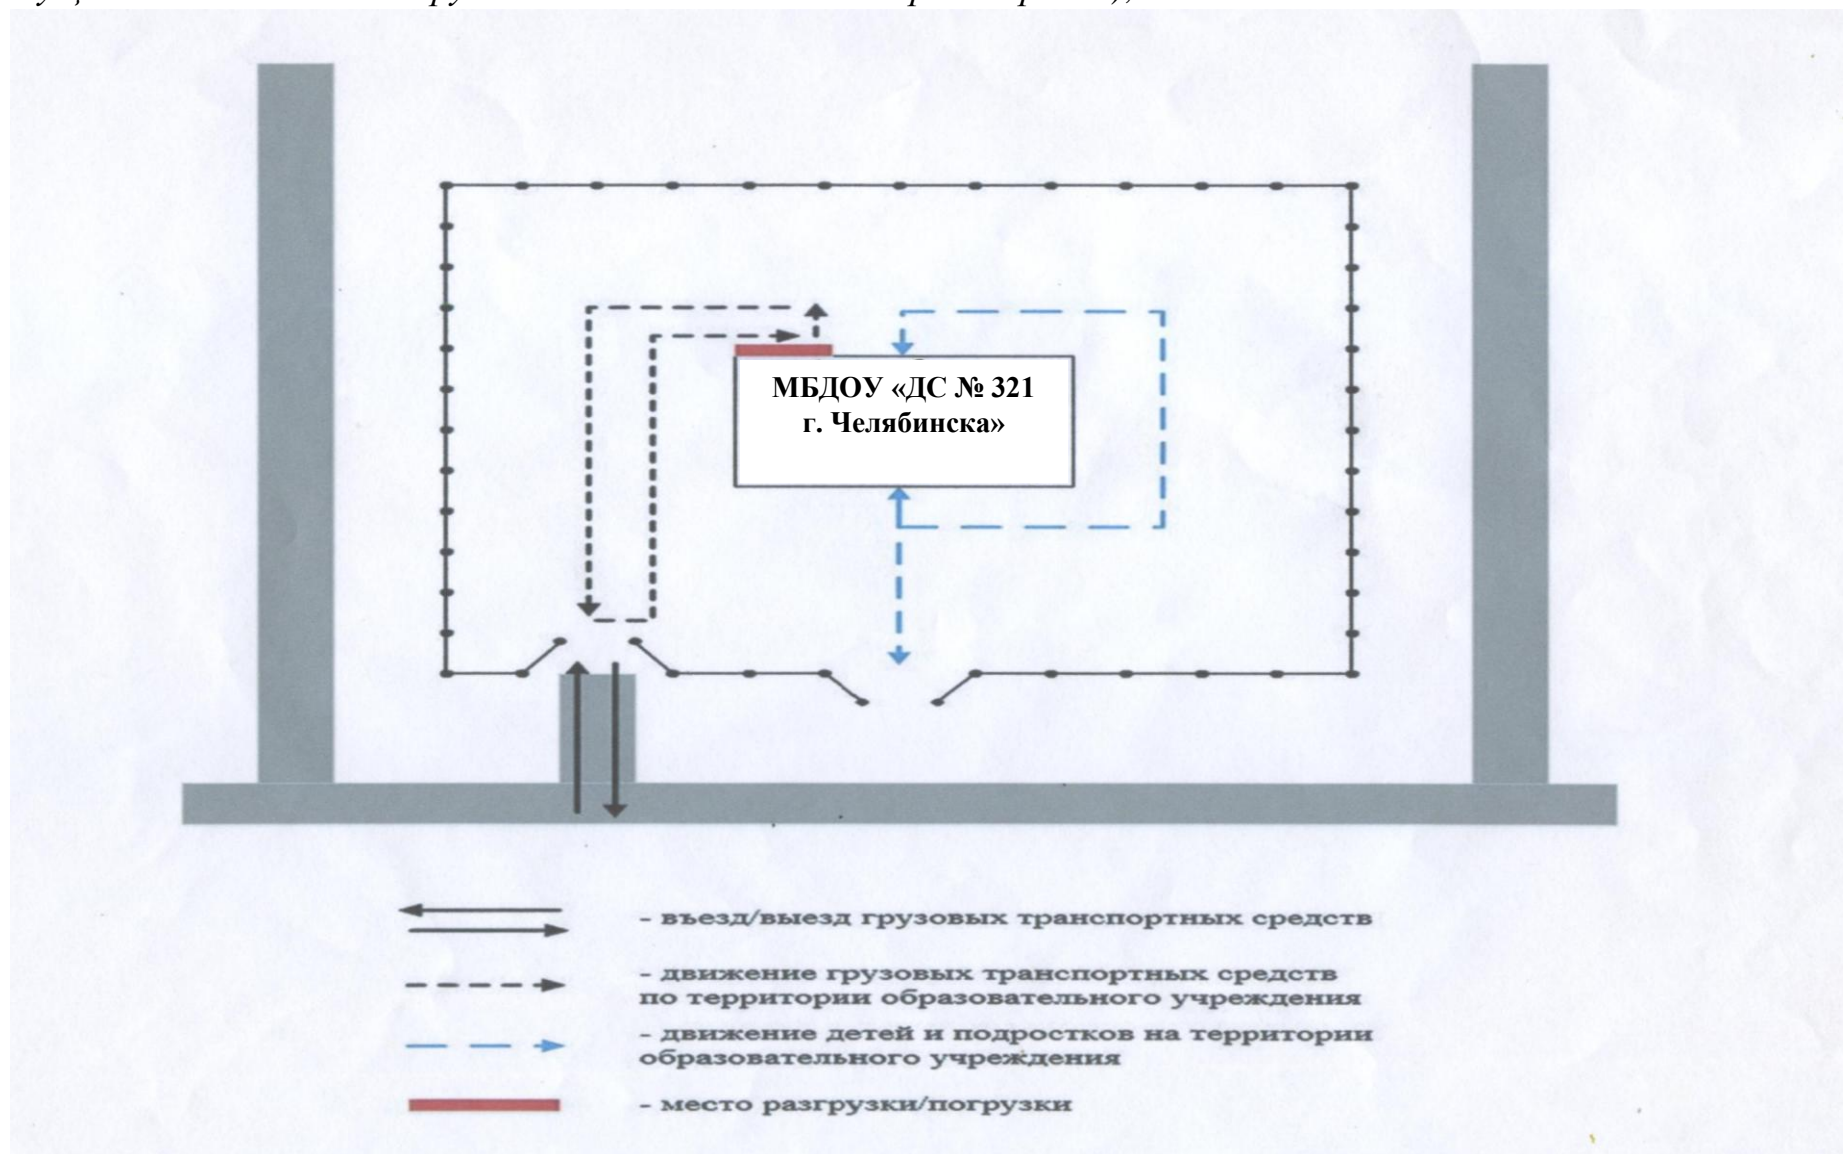 МБДОУ «ДС № 321
г. Челябинска»
- въезд/выезд грузовых транспортных средств
- движение грузовых транспортных средств
по территории образовательного учреждения
- движение детей и подростков на территории
образовательного учреждения
- место разгрузки/погрузки